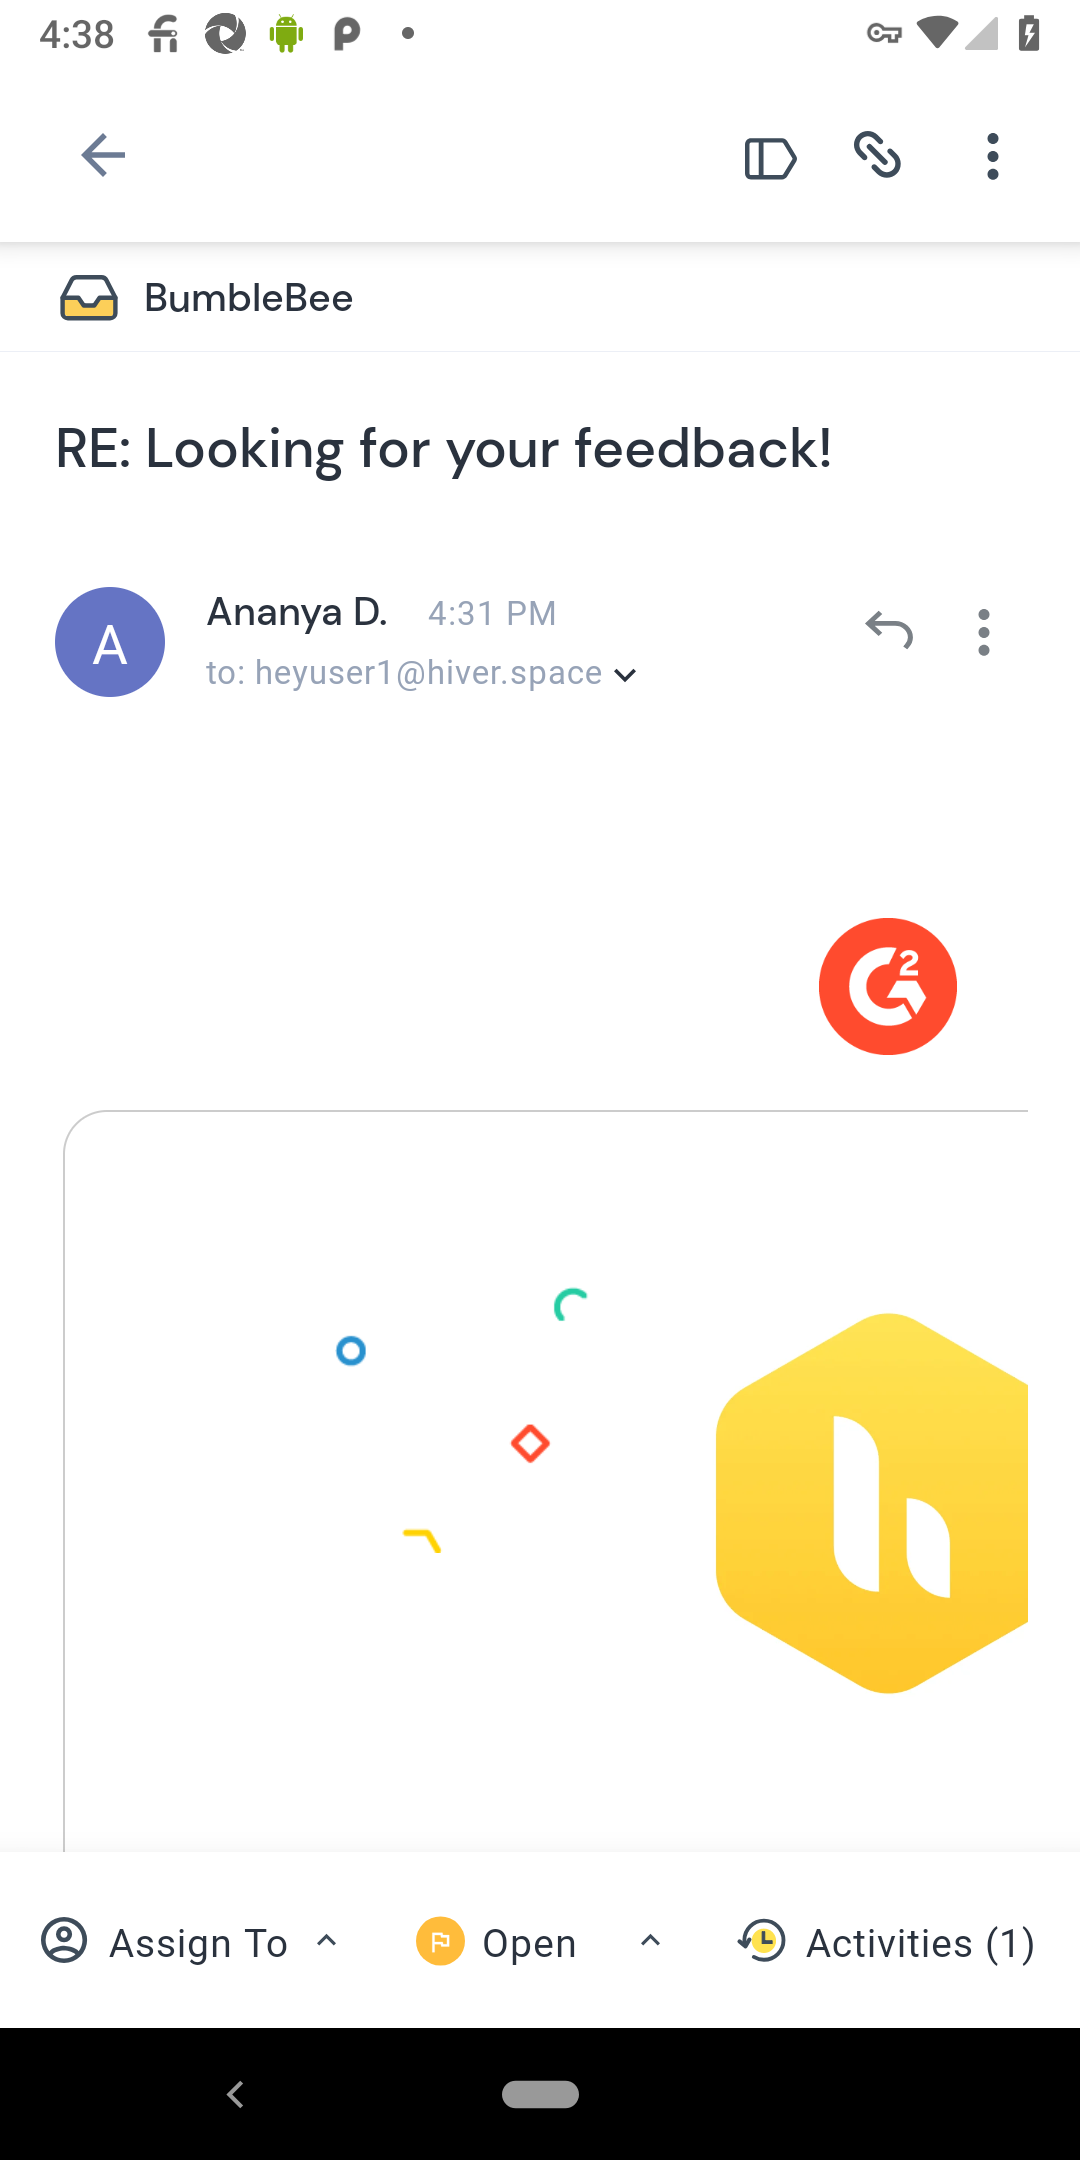 4:38
BumbleBee
RE: Looking for your feedback!
A
Ananya D. 4:31 PM
to: heyuser1@hiver.space
G2
h
Assign To
Open
Activities (1)